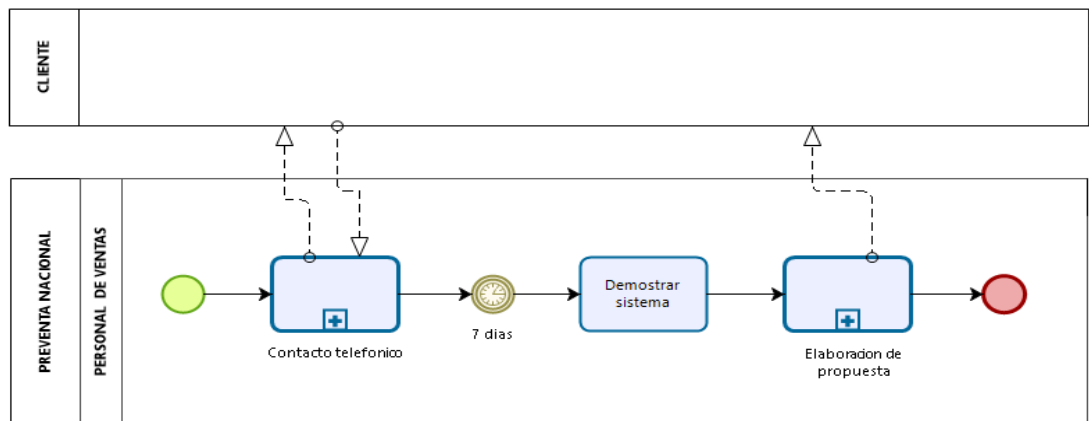 CLIENTE
PREVENTA NACIONAL
PERSONAL DE VENTAS
Contacto telefonico
7 dias
Demostrar
sistema
Elaboracion de
propuesta